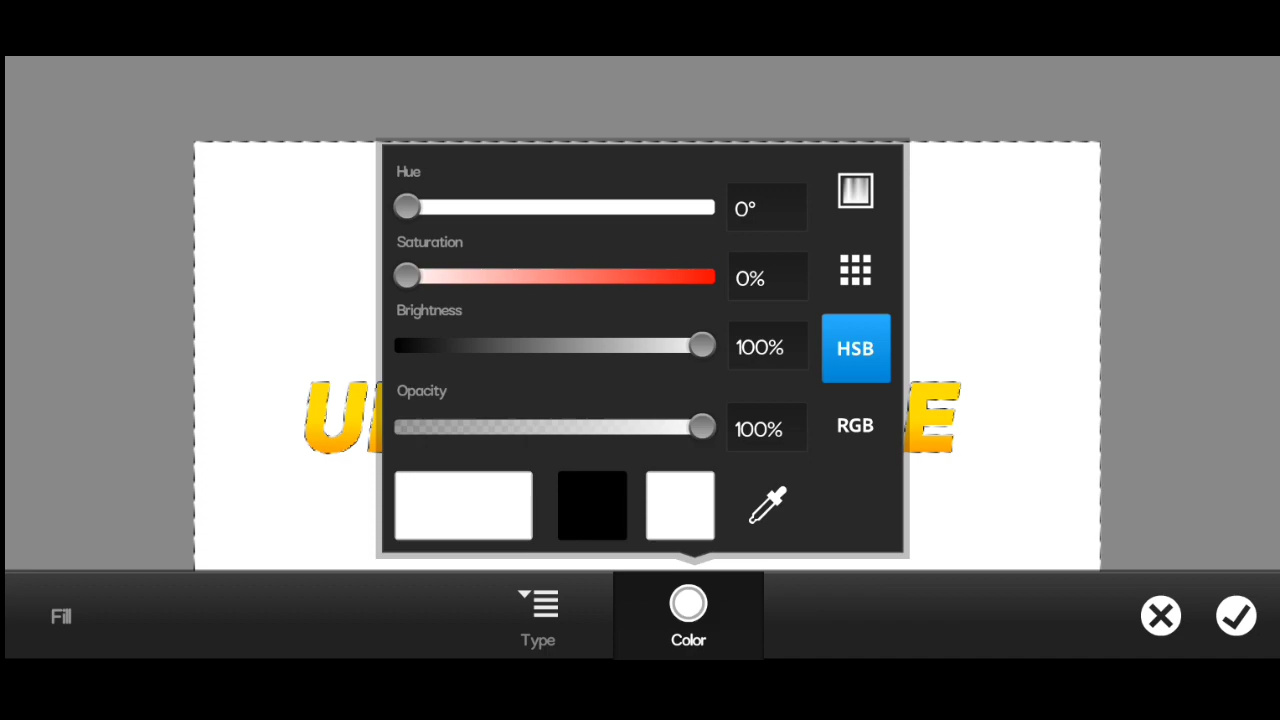 Hue
0°
Saturation
0%
Brightness
100%
HSB
Opacity
100%
RGB
Fill
Type
Color